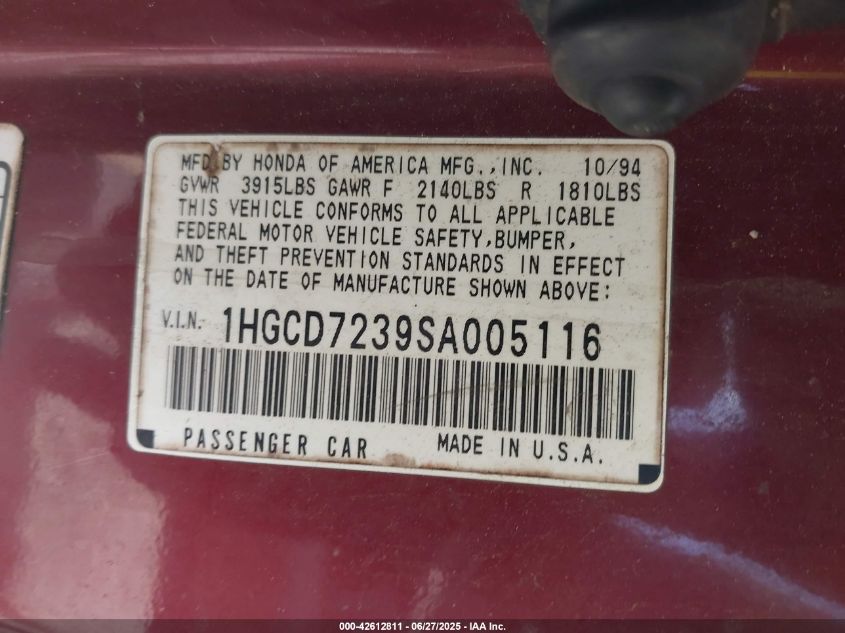 MFD BY HONDA OF AMERICA MFG.,INC. 10/94
GVWR 3915LBS GAWR F 2140LBS R 1810LBS
THIS VEHICLE CONFORMS TO ALL APPLICABLE
FEDERAL MOTOR VEHICLE SAFETY,BUMPER,
AND THEFT PREVENTION STANDARDS IN EFFECT
ON THE DATE OF MANUFACTURE SHOWN ABOVE:
V.I.N. 1HGCD7239SA005116
PASSENGER CAR MADE IN U.S.A.
000-42612811 - 06/27/2025 - IAA Inc.